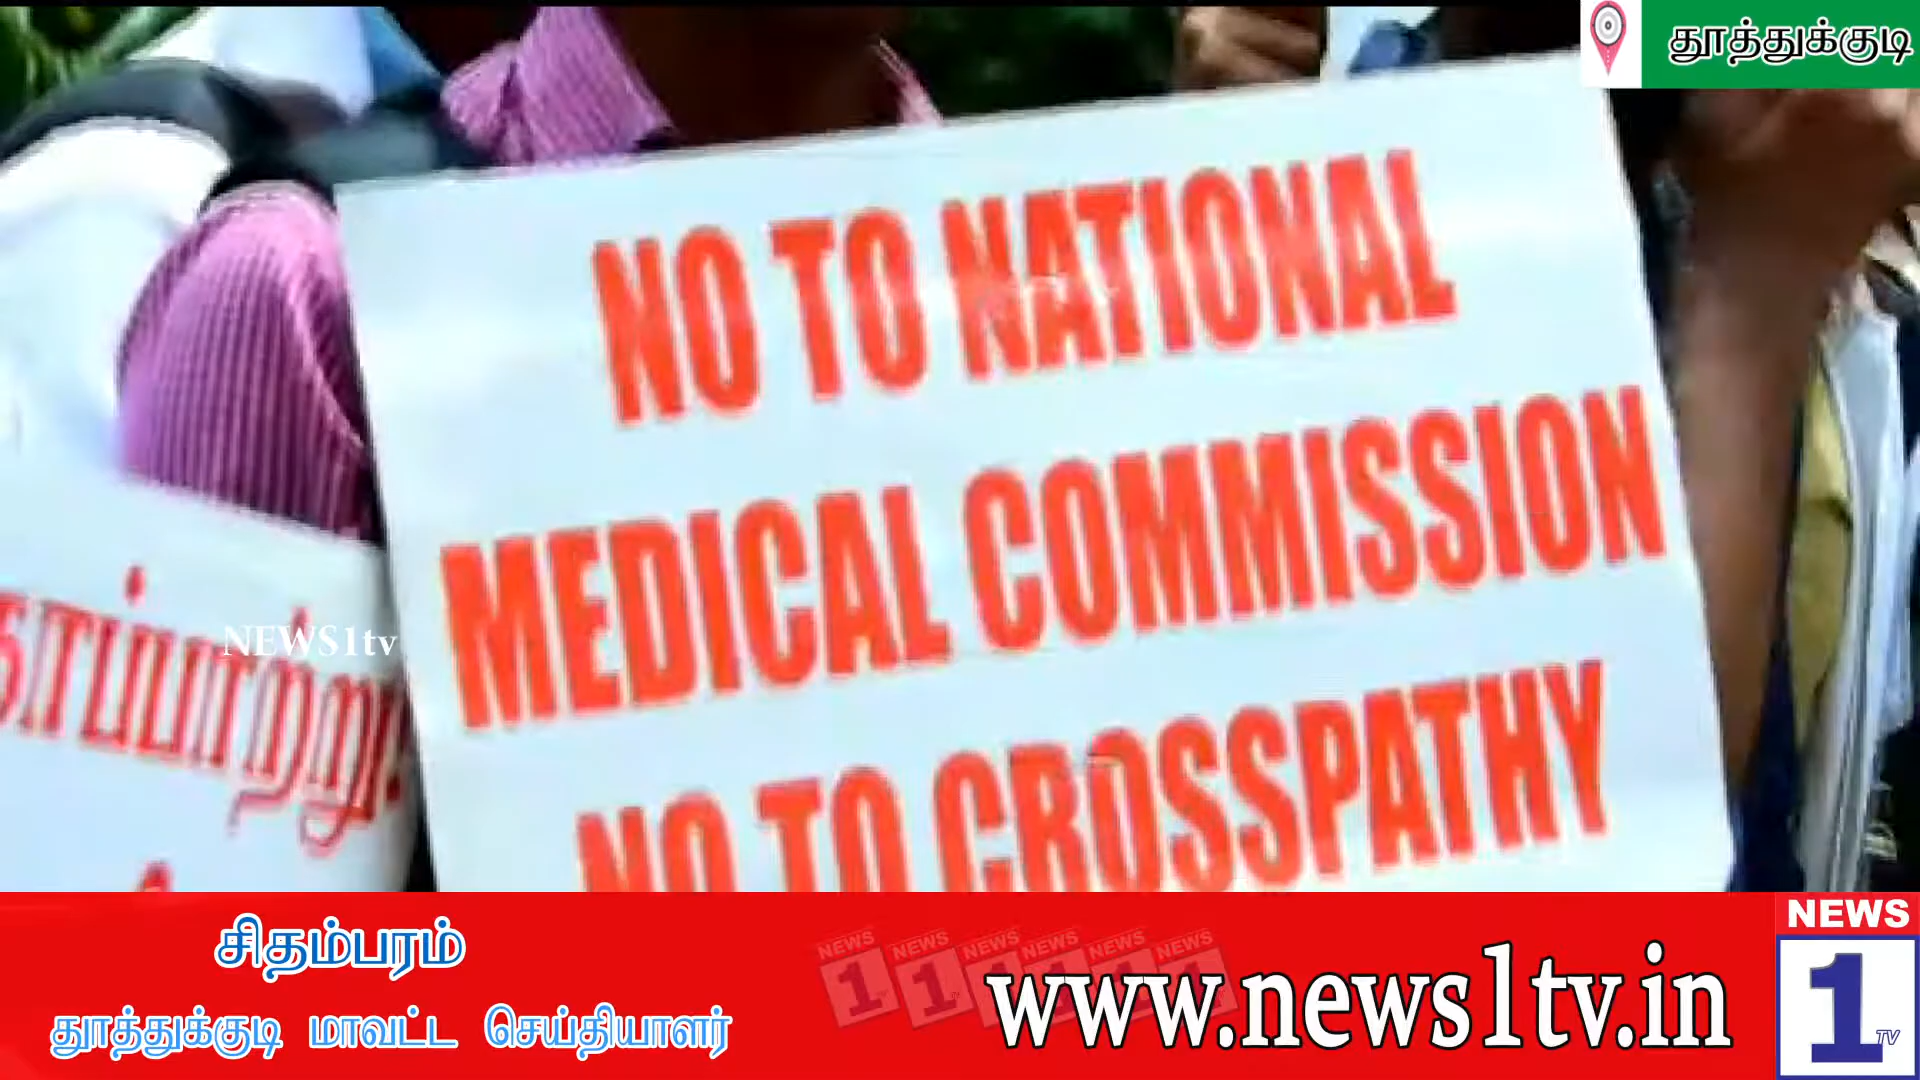 தூத்துக்குடி
NO TO NATIONAL
MEDICAL COMMISSION
NO TO CROSSPATHY
காப்பாற்று!
NEWS1tv
சிதம்பரம்
தூத்துக்குடி மாவட்ட செய்தியாளர்
www.news1tv.in
NEWS
1
TV